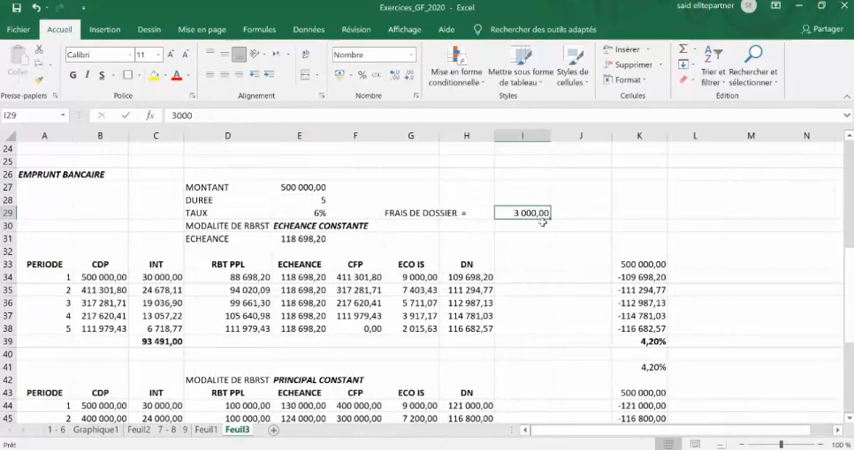 Exercices_GF_2020 - Excel
said elitepartner
Fichier Accueil Insertion Mise en page Formules Données Révision Affichage Aide Rechercher des outils adaptés Partager
Calibri 11 Nombre
Coller
G I S
Mise en forme conditionnelle
Mettre sous forme de tableau
Styles de cellules
Insérer
Supprimer
Format
Trier et filtrer
Rechercher et sélectionner
Presse-papiers Police Alignement Nombre Styles Cellules Édition
I29 3000
A B C D E F G H I J K L M N
24
25
26 EMPRUNT BANCAIRE
27 MONTANT 500 000,00
28 DUREE 5
29 TAUX 6% FRAIS DE DOSSIER = 3 000,00
30 MODALITE DE RBRST ECHEANCE CONSTANTE
31 ECHEANCE 118 698,20
32
33 PERIODE CDP INT RBT PPL ECHEANCE CFP ECO IS DN 500 000,00
34 1 500 000,00 30 000,00 88 698,20 118 698,20 411 301,80 9 000,00 109 698,20 -109 698,20
35 2 411 301,80 24 678,11 94 020,09 118 698,20 317 281,71 7 403,43 111 294,77 -111 294,77
36 3 317 281,71 19 036,90 99 661,30 118 698,20 217 620,41 5 711,07 112 987,13 -112 987,13
37 4 217 620,41 13 057,22 105 640,98 118 698,20 111 979,43 3 917,17 114 781,03 -114 781,03
38 5 111 979,43 6 718,77 111 979,43 118 698,20 0,00 2 015,63 116 682,57 -116 682,57
39 93 491,00 4,20%
40
41 4,20%
42 MODALITE DE RBRST PRINCIPAL CONSTANT
43 PERIODE CDP INT RBT PPL ECHEANCE CFP ECO IS DN 500 000,00
44 1 500 000,00 30 000,00 100 000,00 130 000,00 400 000,00 9 000,00 121 000,00 -121 000,00
45 2 400 000,00 24 000,00 100 000,00 124 000,00 300 000,00 7 200,00 116 800,00 -116 800,00
1 - 6 Graphique1 Feuil2 7 - 8 9 Feuil1 Feuil3
Prêt 100 %